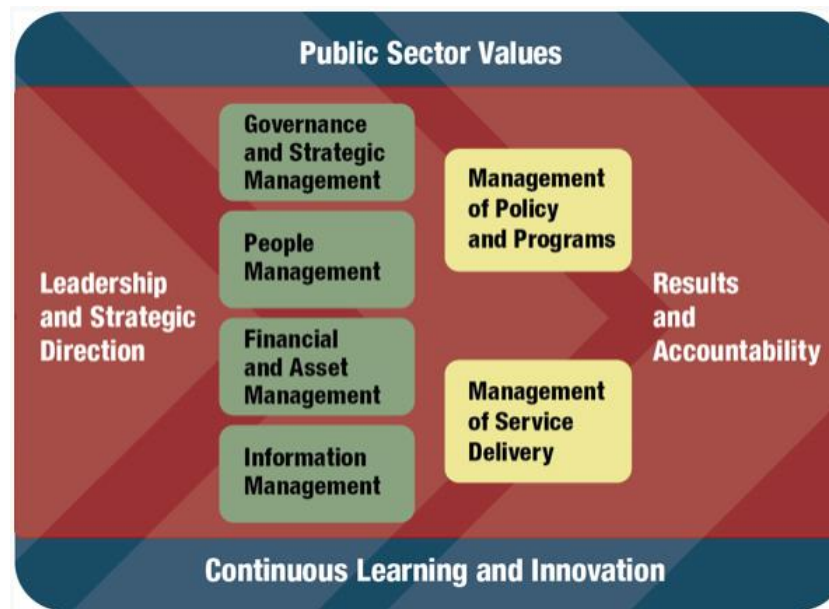 Public Sector Values
Leadership
and Strategic
Direction
Governance
and Strategic
Management
People
Management
Financial
and Asset
Management
Information
Management
Management
of Policy
and Programs
Management
of Service
Delivery
Results
and
Accountability
Continuous Learning and Innovation